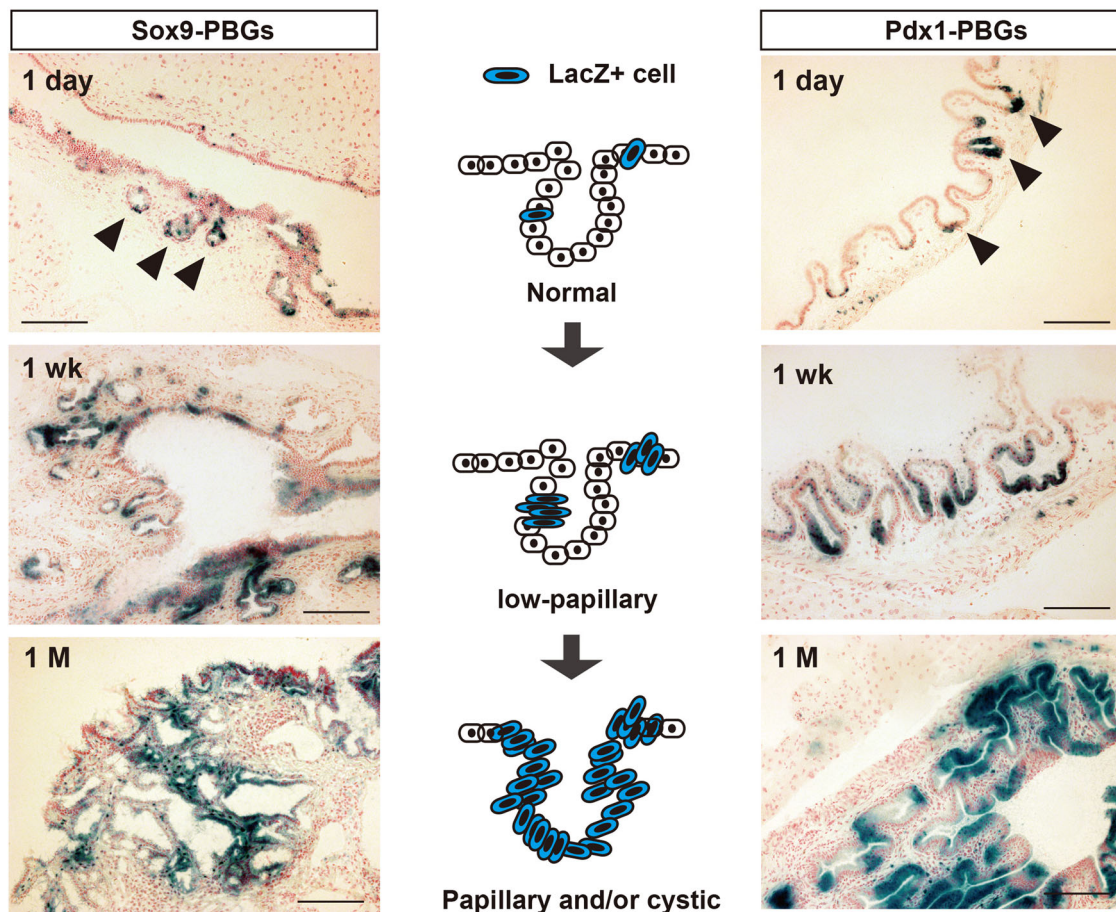 Sox9-PBGs
Pdx1-PBGs
1 day
LacZ+ cell
1 day
Normal
1 wk
1 wk
low-papillary
1 M
1 M
Papillary and/or cystic